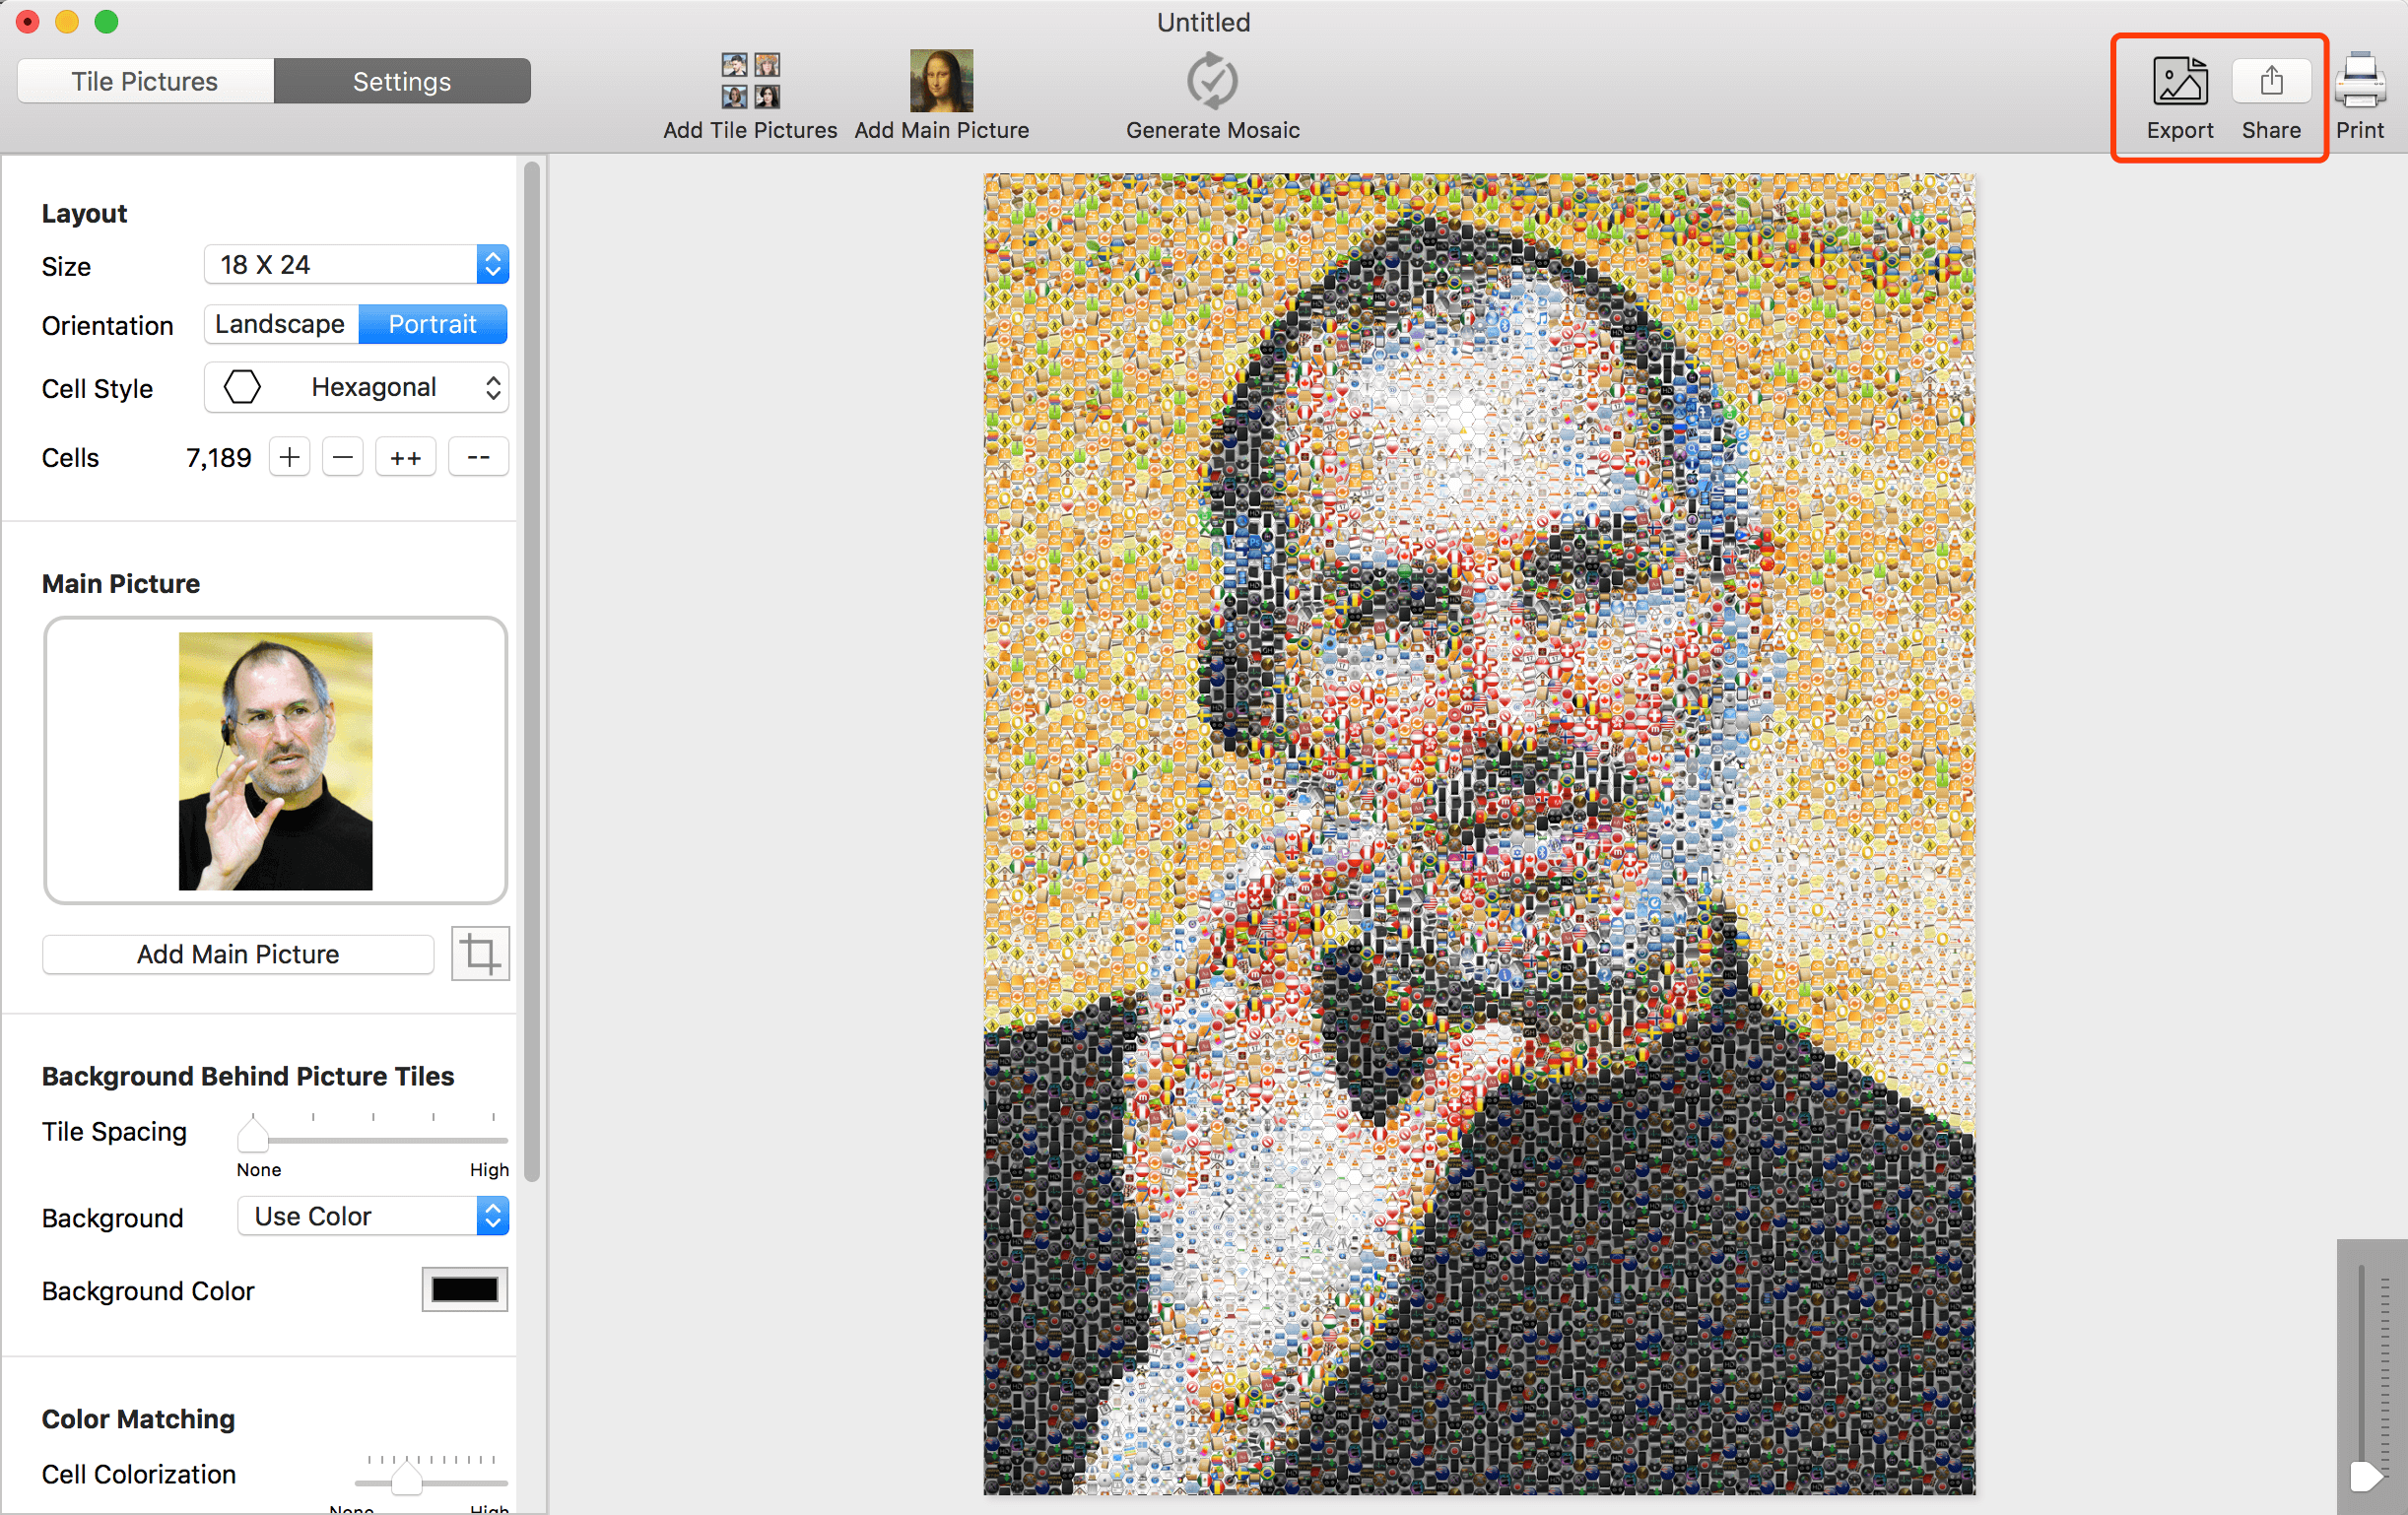 Untitled
Tile Pictures
Settings
Add Tile Pictures
Add Main Picture
Generate Mosaic
Export
Share
Print
Layout
Size
18 X 24
Orientation
Landscape
Portrait
Cell Style
Hexagonal
Cells
7,189
++
--
Main Picture
Add Main Picture
Background Behind Picture Tiles
Tile Spacing
None
High
Background
Use Color
Background Color
Color Matching
Cell Colorization
None
High